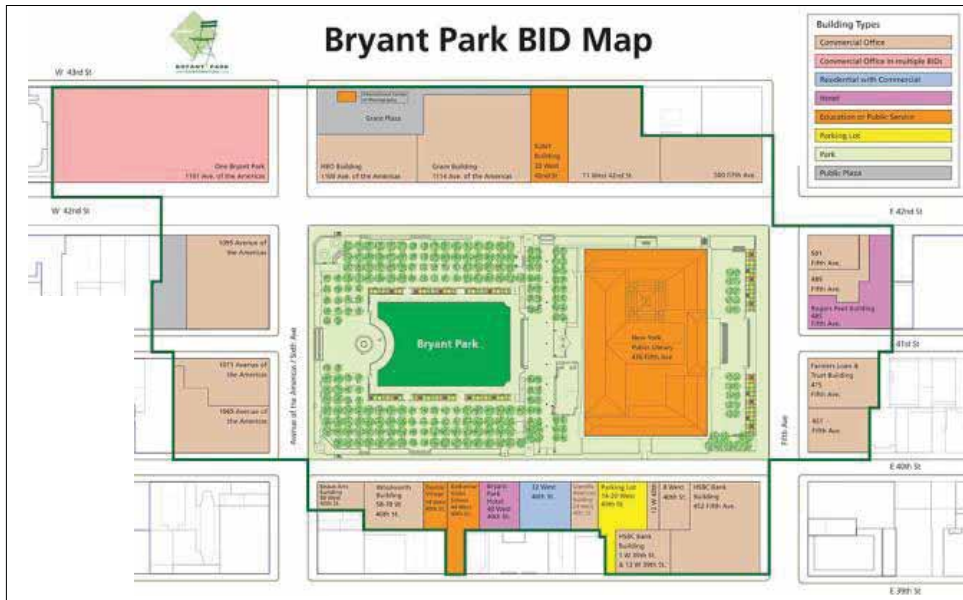 Bryant Park BID Map
BRYANT PARK
CORPORATION
Building Types
Commercial Office
Commercial Office in multiple BIDs
Residential with Commercial
Hotel
Education or Public Service
Parking Lot
Park
Public Plaza
W 43rd St
International Center
of Photography
Grace Plaza
One Bryant Park
1101 Ave. of the Americas
HBO Building
1100 Ave. of the Americas
Grace Building
1114 Ave. of the Americas
SUNY
Building
33 West
42nd St
11 West 42nd St.
500 Fifth Ave.
W 42nd St
E 42nd St
1095 Avenue of
the Americas
501
Fifth Ave.
Fifth Ave.
Rogers Peet Building
485
Fifth Ave.
Avenue of the Americas / Sixth Ave
Bryant Park
New York
Public Library
476 Fifth Ave
Fifth Ave
41st St
1071 Avenue of
the Americas
1065 Avenue of
the Americas
Farmers Loan &
Trust Building
475
Fifth Ave.
Fifth Ave.
E 40th St
Beaux-Arts
Building
80 West
40th St.
Building
40th St.
40th St.
Bryant
Park
Hotel
40 West
40th St.
32 West
40th St.
Building
Parking Lot
16-20 West
40th St
8 West
40th St.
HSBC Bank
Building
452 Fifth Ave.
HSBC Bank
Building
1 W 39th St.
& 12 W 39th St.
E 39th St